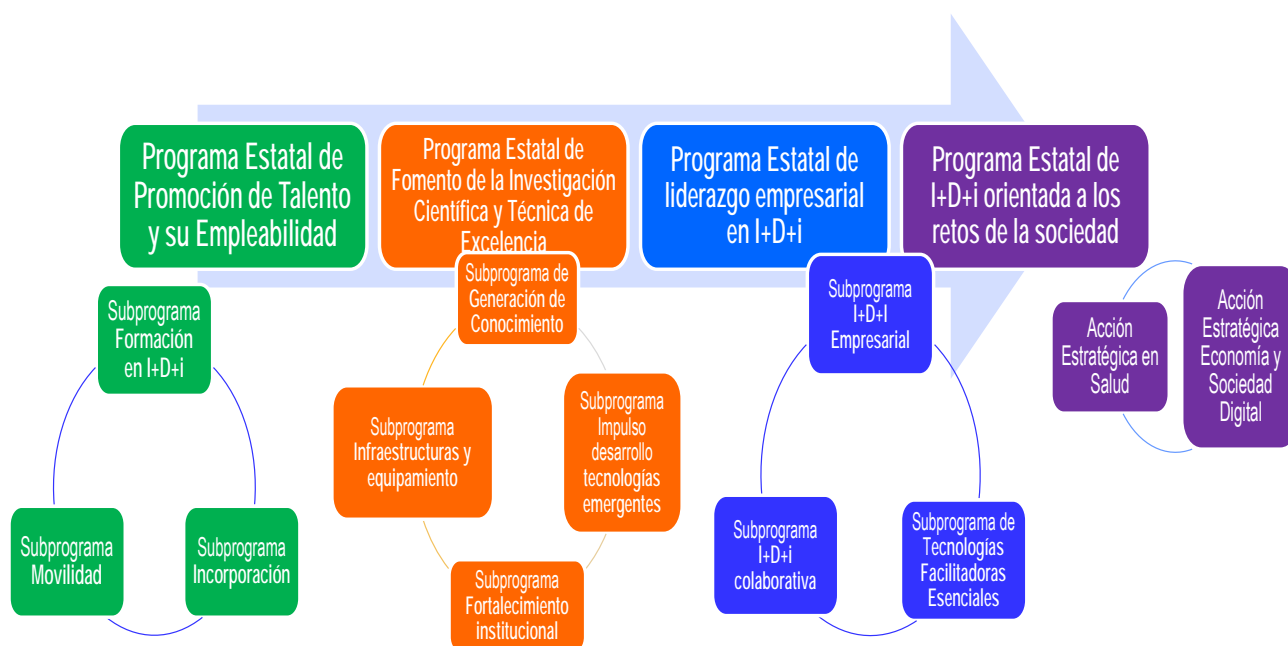 Programa Estatal de
Promoción de Talento
y su Empleabilidad
Programa Estatal de
Fomento de la Investigación
Científica y Técnica de
Excelencia
Programa Estatal de
liderazgo empresarial
en I+D+i
Programa Estatal de
I+D+i orientada a los
retos de la sociedad
Subprograma
Formación
en I+D+i
Subprograma
Movilidad
Subprograma
Incorporación
Subprograma de
Generación de
Conocimiento
Subprograma
Infraestructuras y
equipamiento
Subprograma
Impulso
desarrollo
tecnologías
emergentes
Subprograma
Fortalecimiento
institucional
Subprograma
I+D+I
Empresarial
Subprograma
I+D+i
colaborativa
Subprograma de
Tecnologías
Facilitadoras
Esenciales
Acción
Estratégica en
Salud
Acción
Estratégica
Economía y
Sociedad
Digital